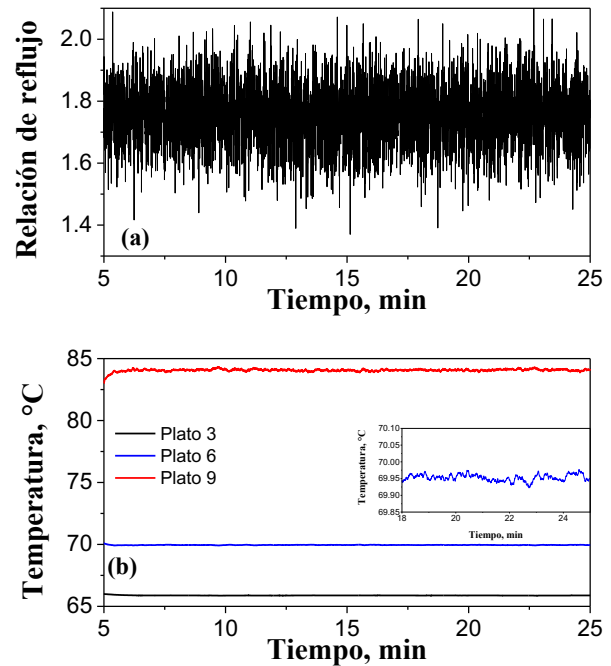 Relación de reflujo
2.0
1.8
1.6
1.4
(a)
5 10 15 20 25
Tiempo, min
Temperatura, °C
85
80
75
70
65
Plato 3
Plato 6
Plato 9
(b)
Temperatura, °C
70.10
70.05
70.00
69.95
69.90
69.85
18 20 22 24
Tiempo, min
5 10 15 20 25
Tiempo, min